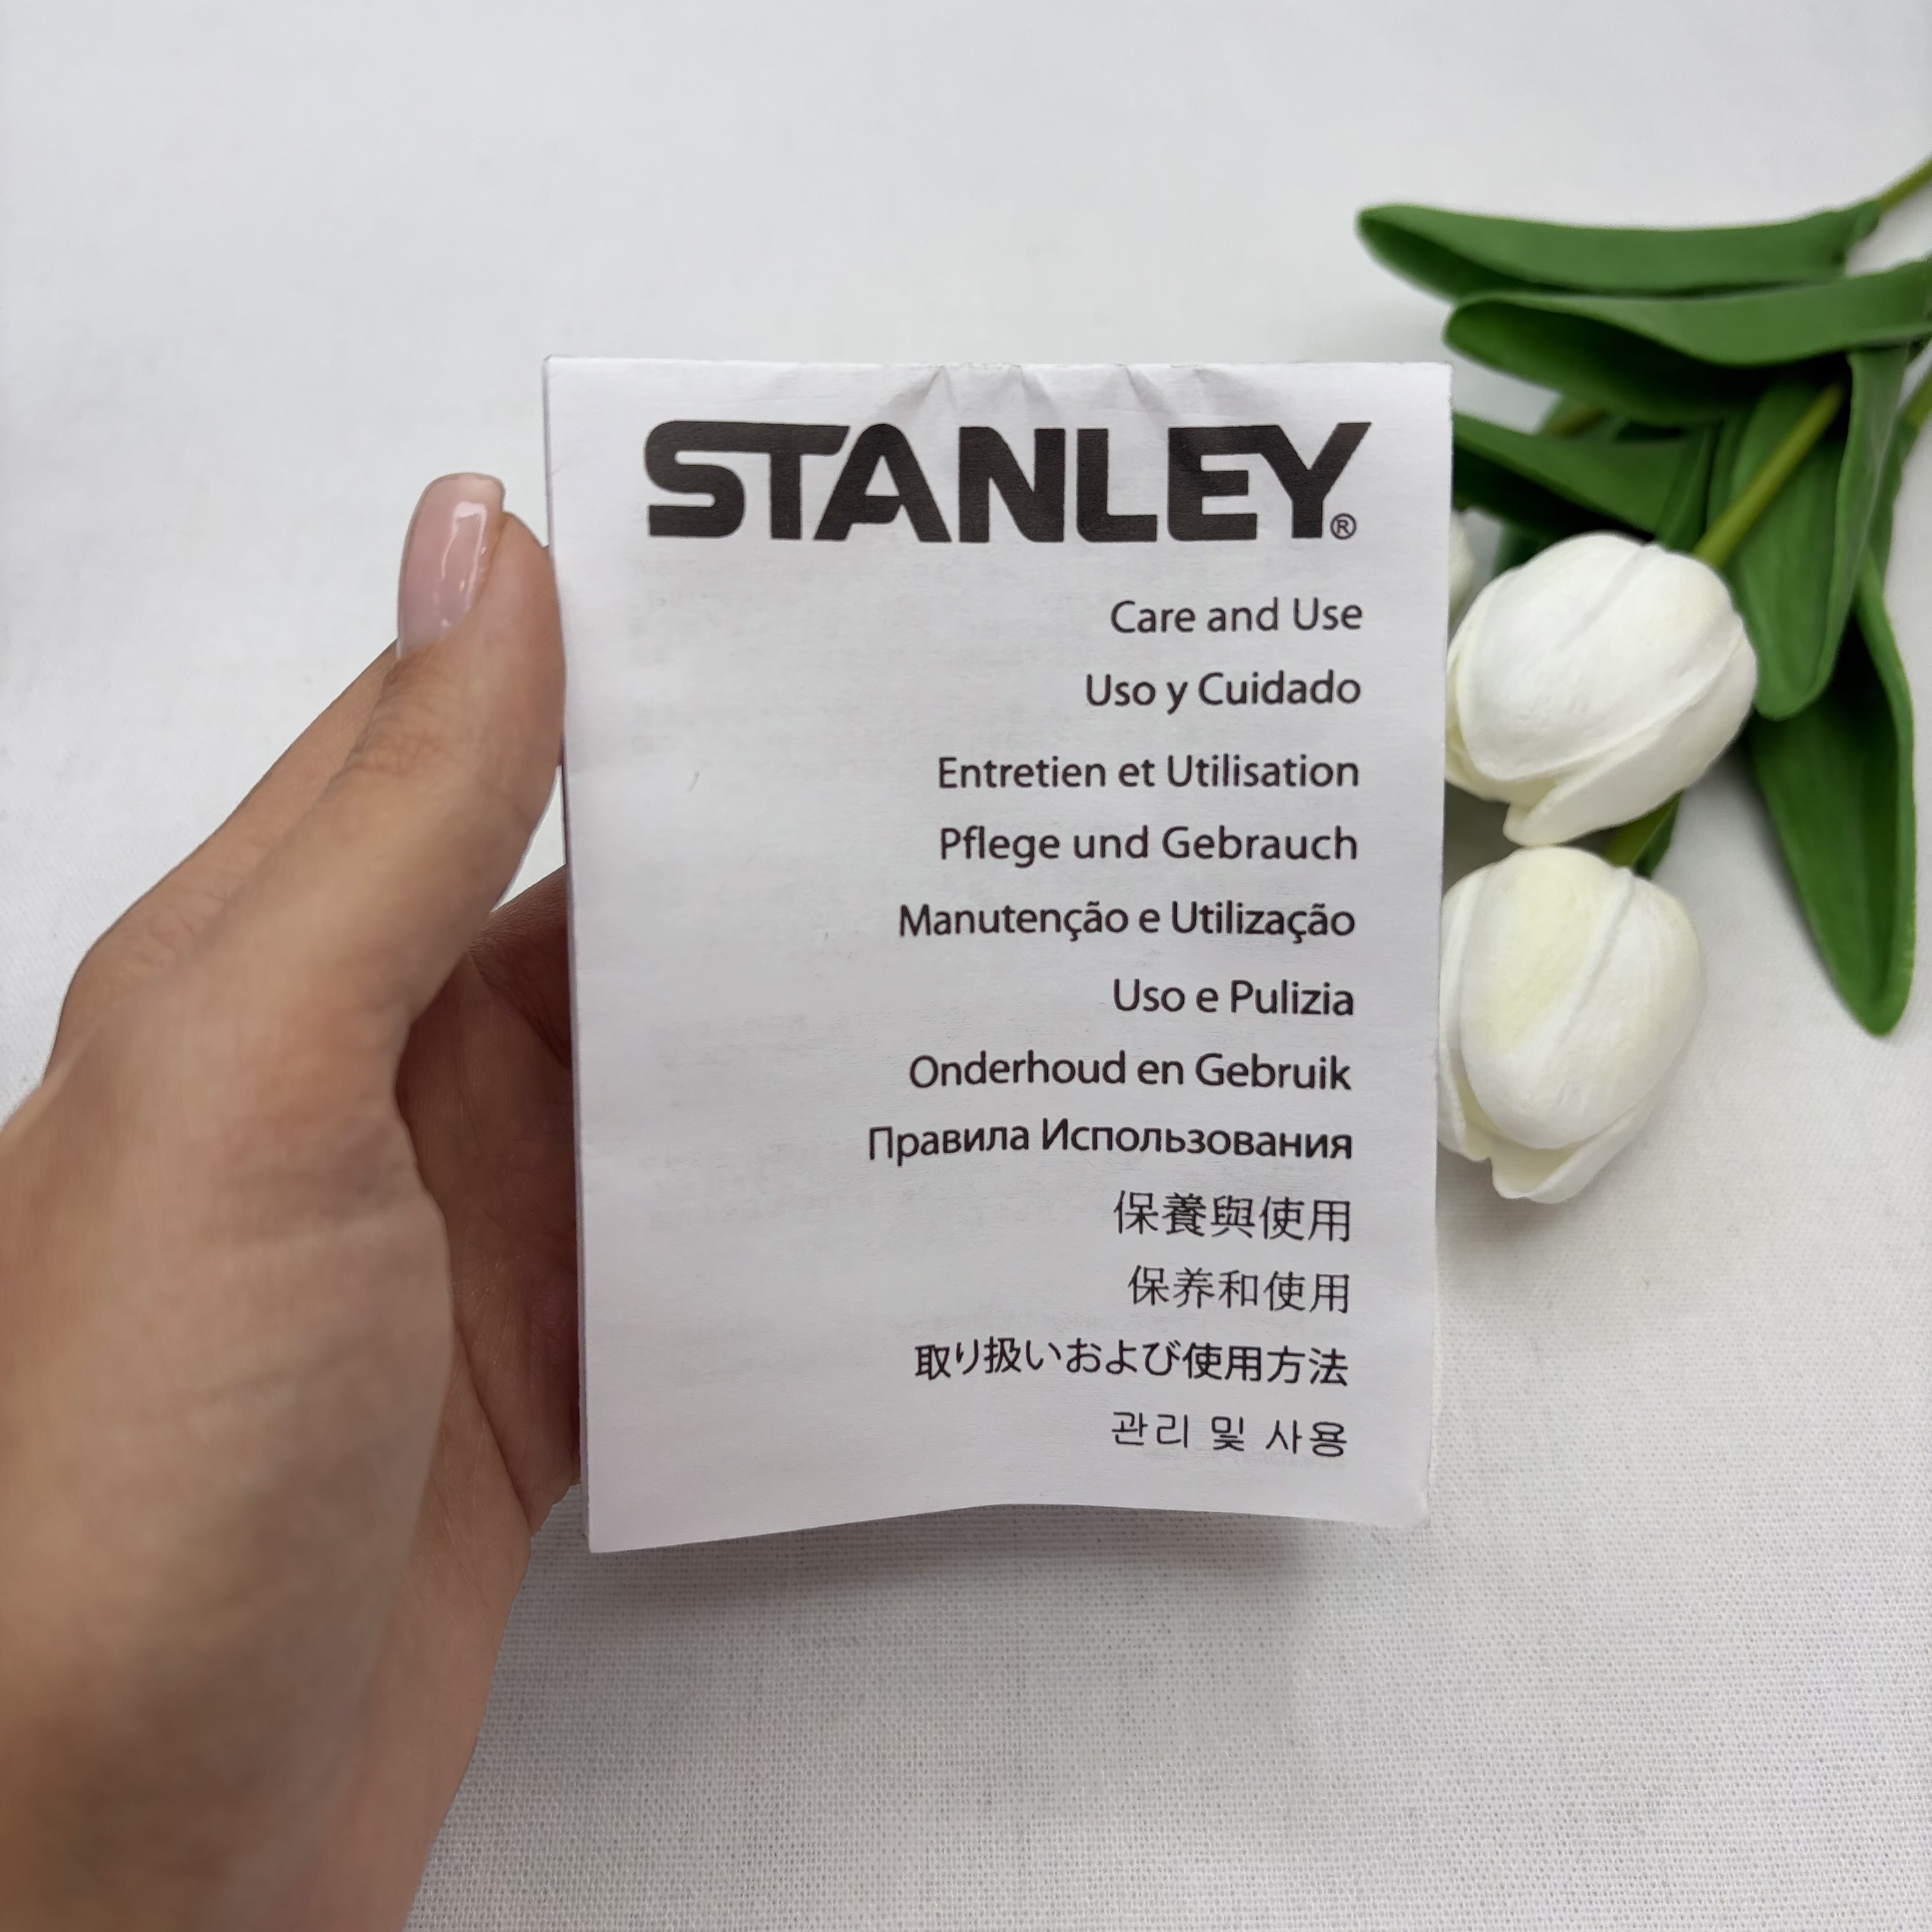 STANLEY®
Care and Use
Uso y Cuidado
Entretien et Utilisation
Pflege und Gebrauch
Manutenção e Utilização
Uso e Pulizia
Onderhoud en Gebruik
Правила Использования
保養與使用
保养和使用
取り扱いおよび使用方法
관리 및 사용